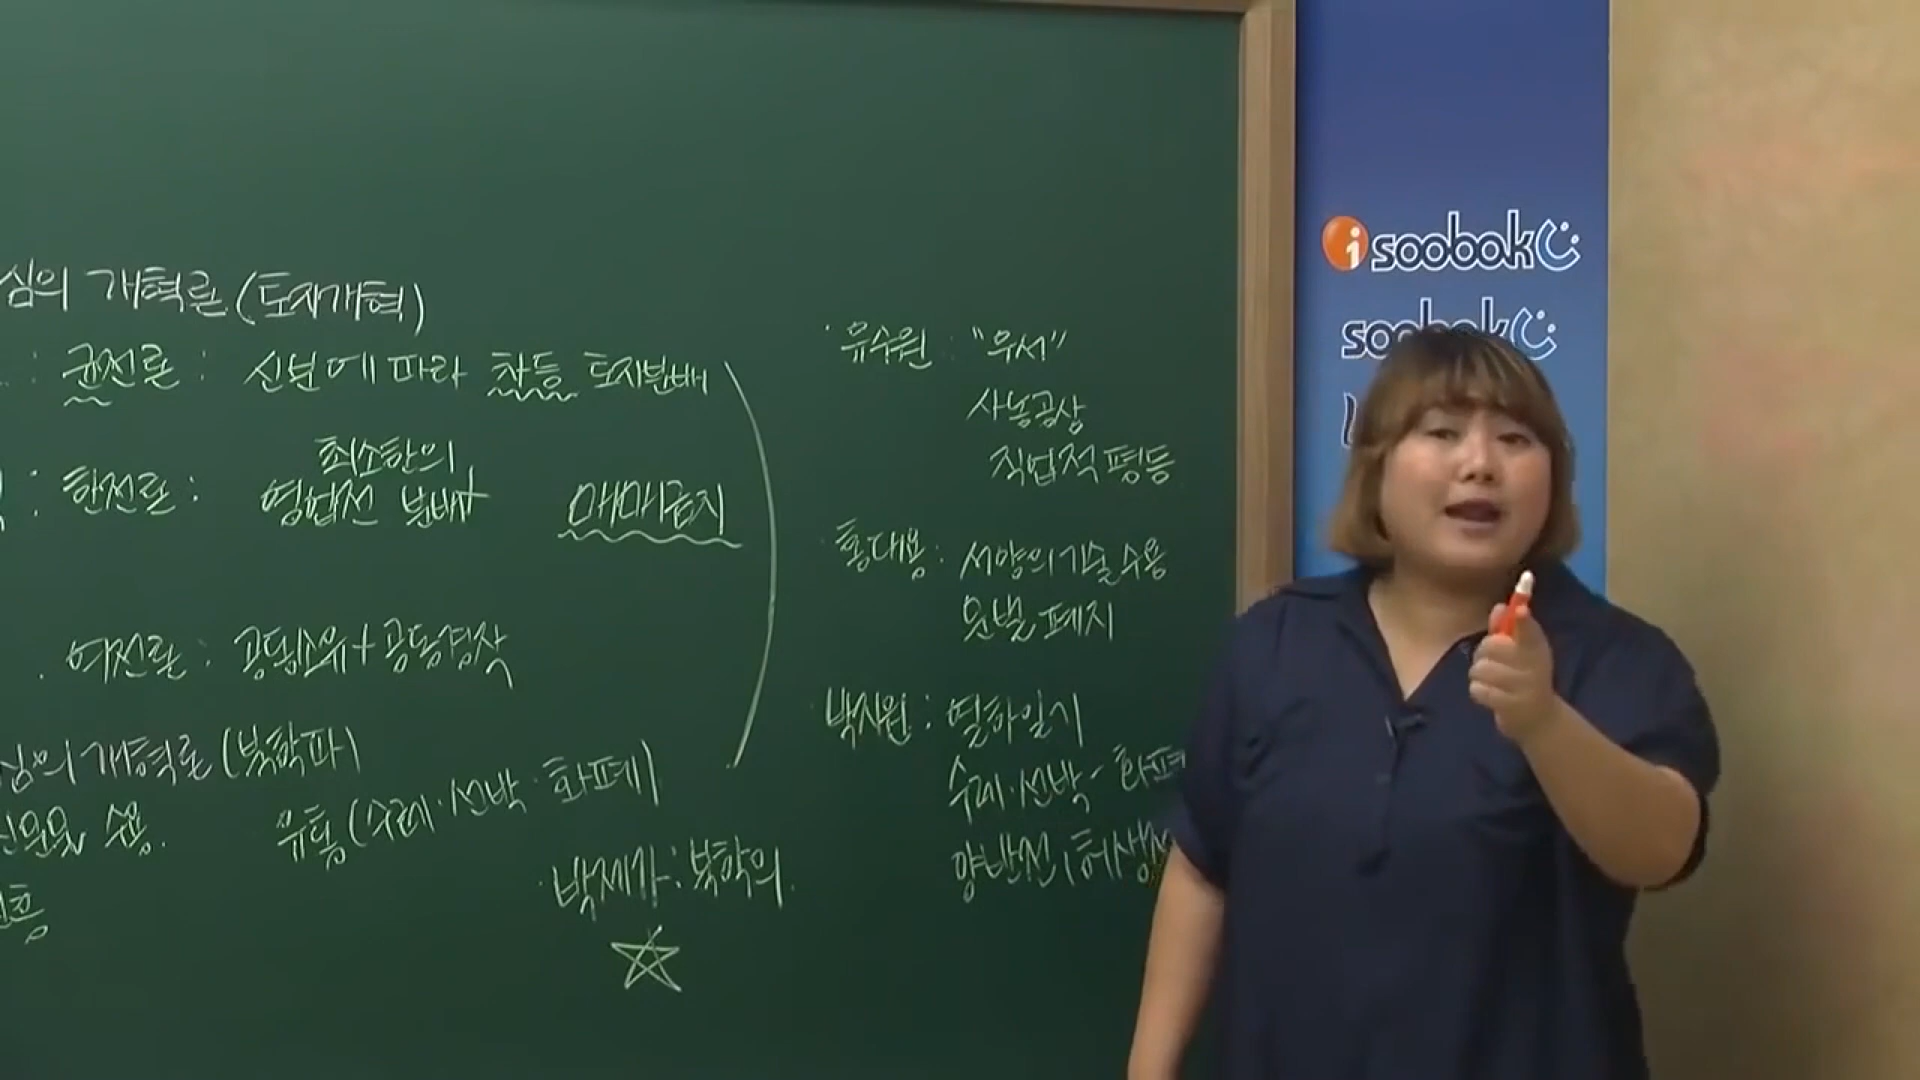 심의 개혁론 (토지개혁)
: 균전론 : 신분에 따라 차등 토지분배
최소한의
: 한전론 : 영업전 분배 매매금지
여전론 : 공동소유 + 공동경작
심의 개혁론 (북학파)
신문물 수용. 유통 (수레·선박·화폐)
· 박제가 : 북학의.
· 유수원 : "우서"
사농공상
직업적 평등
· 홍대용 : 서양의 기술 수용
문벌 폐지
· 박지원 : 열하일기
수레·선박·화폐
양반전, 허생전
isoobok
soobok